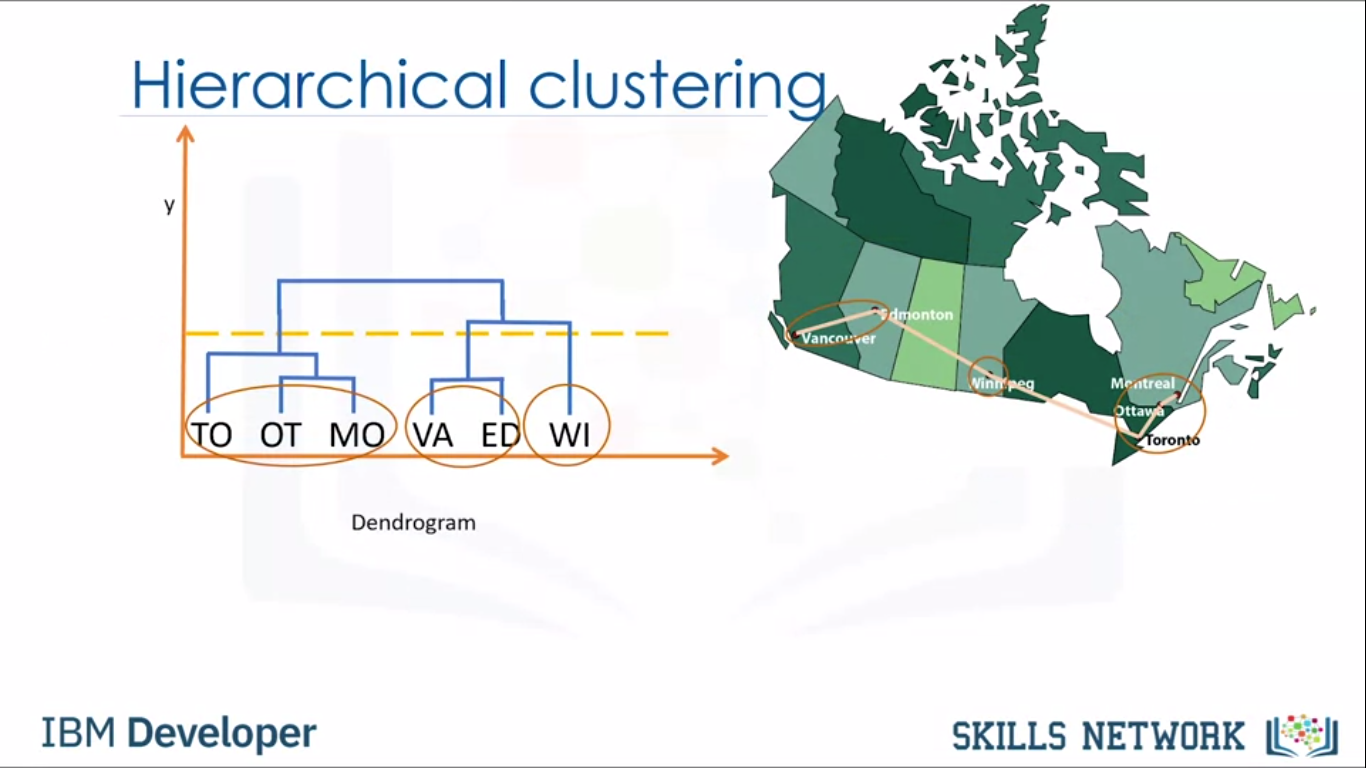 Hierarchical clustering
y
TO OT MO VA ED WI
Dendrogram
Edmonton
Vancouver
Winnipeg
Montreal
Ottawa
Toronto
IBM Developer
SKILLS NETWORK